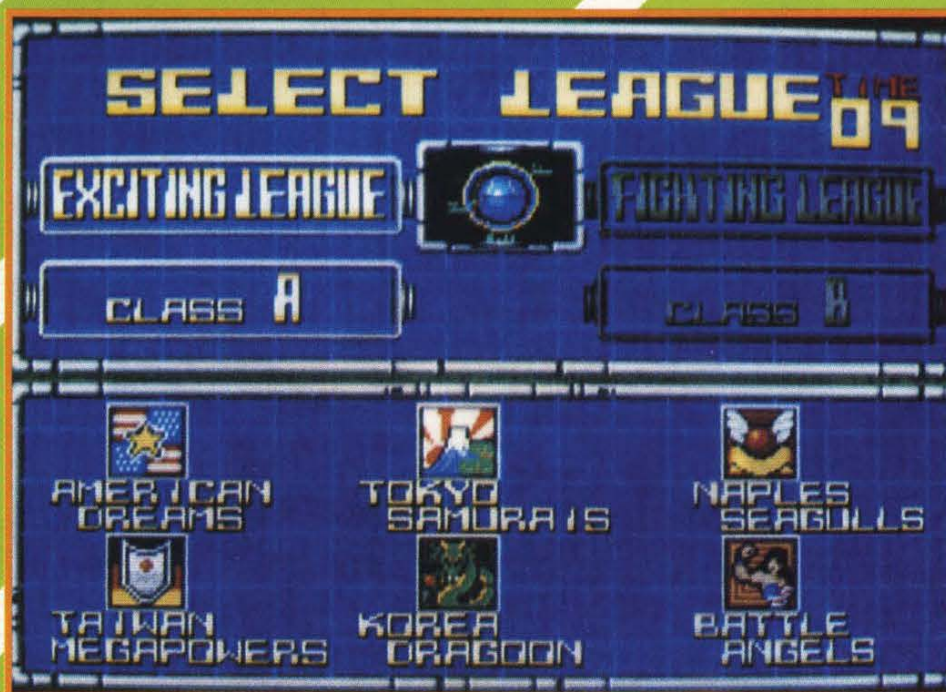 SELECT LEAGUE
TIME
09
EXCITING LEAGUE
FIGHTING LEAGUE
CLASS A
CLASS B
AMERICAN
DREAMS
TOKYO
SAMURAIS
NAPLES
SEAGULLS
TAIWAN
MEGAPOWERS
KOREA
DRAGOON
BATTLE
ANGELS